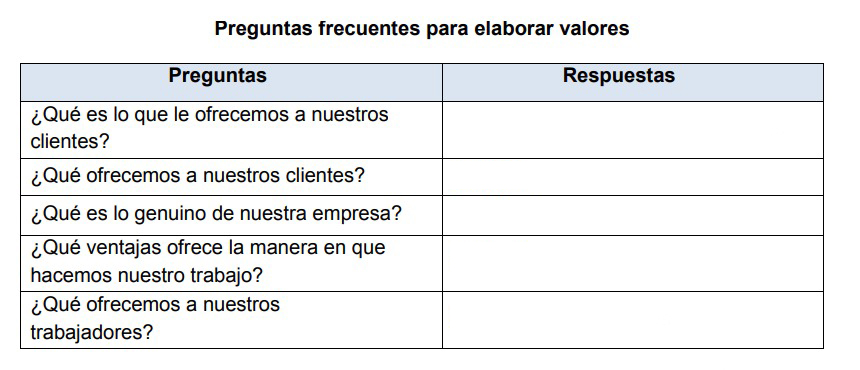 Preguntas frecuentes para elaborar valores
Preguntas Respuestas
¿Qué es lo que le ofrecemos a nuestros
clientes?
¿Qué ofrecemos a nuestros clientes?
¿Qué es lo genuino de nuestra empresa?
¿Qué ventajas ofrece la manera en que
hacemos nuestro trabajo?
¿Qué ofrecemos a nuestros
trabajadores?